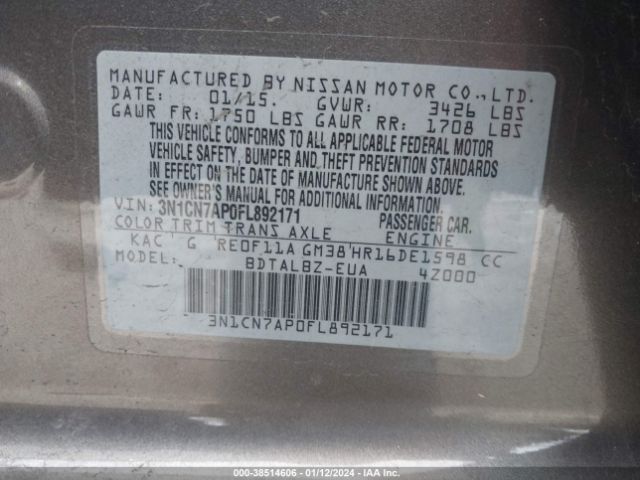 MANUFACTURED BY NISSAN MOTOR CO.,LTD.
DATE: 01/15. GVWR: 3426 LBS
GAWR FR: 1750 LBS GAWR RR: 1708 LBS
THIS VEHICLE CONFORMS TO ALL APPLICABLE FEDERAL MOTOR
VEHICLE SAFETY, BUMPER AND THEFT PREVENTION STANDARDS
IN EFFECT ON THE DATE OF MANUFACTURE SHOWN ABOVE.
SEE OWNER'S MANUAL FOR ADDITIONAL INFORMATION.
VIN: 3N1CN7AP0FL892171 PASSENGER CAR.
COLOR TRIM TRANS AXLE ENGINE
KAC G RE0F11A GM38 HR16DE1598 CC
MODEL: BDTALBZ-EUA 4Z000
3N1CN7AP0FL892171
000-38514606 - 01/12/2024 - IAA Inc.